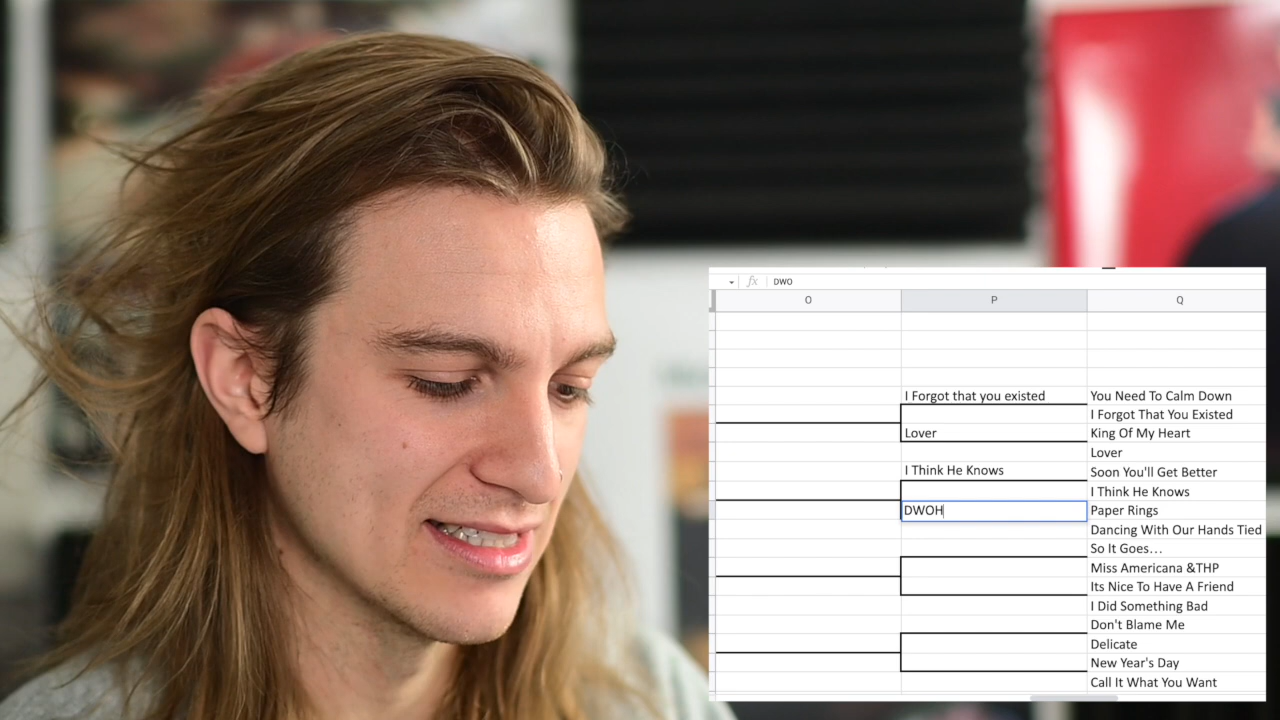 fx DWO
O P Q
I Forgot that you existed You Need To Calm Down
I Forgot That You Existed
Lover King Of My Heart
Lover
I Think He Knows Soon You'll Get Better
I Think He Knows
DWOH Paper Rings
Dancing With Our Hands Tied
So It Goes...
Miss Americana &THP
Its Nice To Have A Friend
I Did Something Bad
Don't Blame Me
Delicate
New Year's Day
Call It What You Want